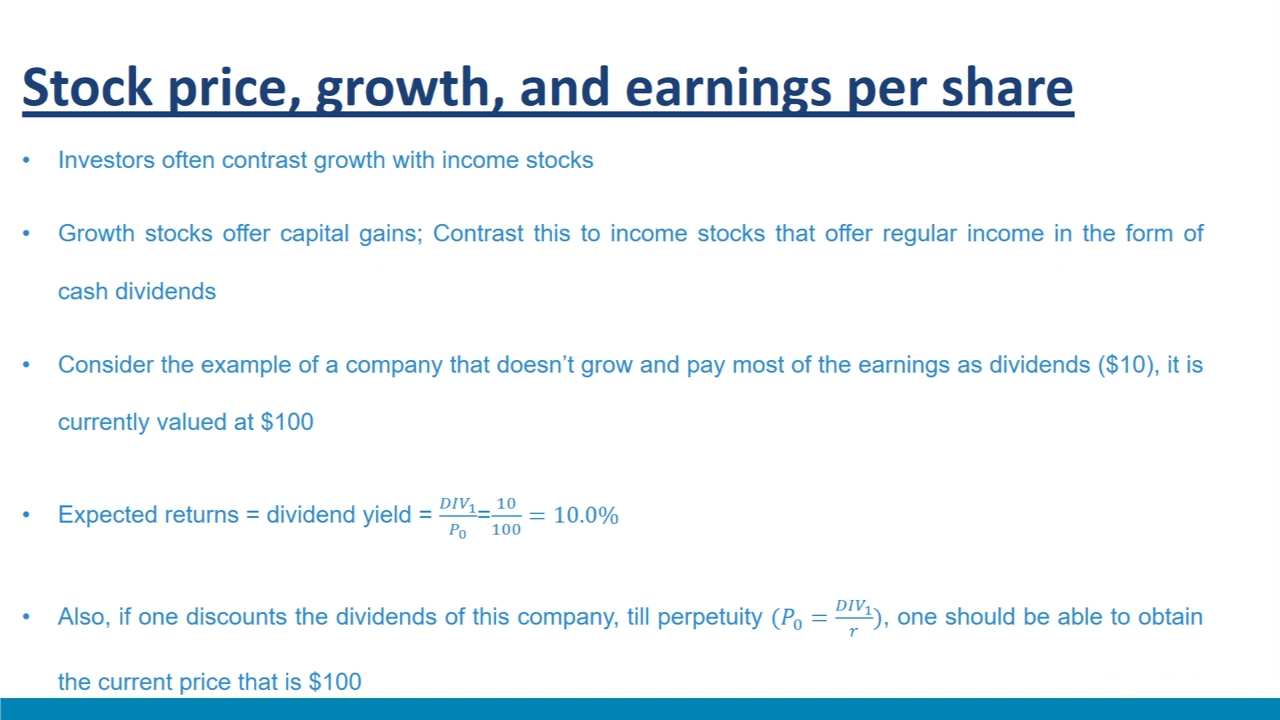 Stock price, growth, and earnings per share
• Investors often contrast growth with income stocks
• Growth stocks offer capital gains; Contrast this to income stocks that offer regular income in the form of
cash dividends
• Consider the example of a company that doesn’t grow and pay most of the earnings as dividends ($10), it is
currently valued at $100
• Expected returns = dividend yield = DIV₁/P₀=10/100 = 10.0%
• Also, if one discounts the dividends of this company, till perpetuity (P₀ = DIV₁/r), one should be able to obtain
the current price that is $100